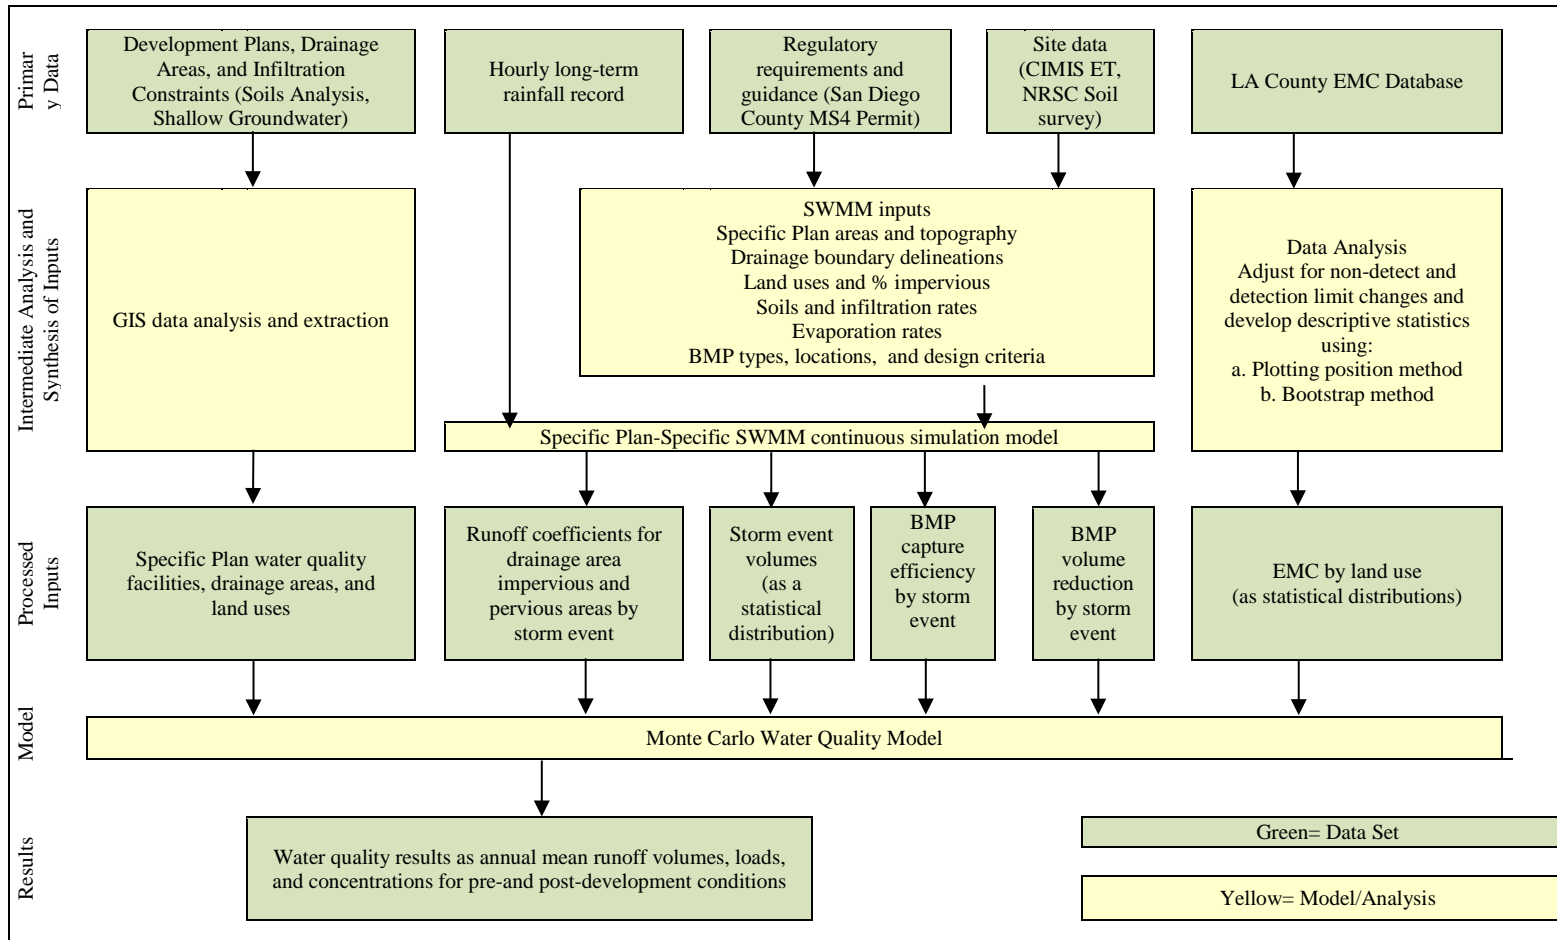 Primar
y Data
Development Plans, Drainage
Areas, and Infiltration
Constraints (Soils Analysis,
Shallow Groundwater)
Hourly long-term
rainfall record
Regulatory
requirements and
guidance (San Diego
County MS4 Permit)
Site data
(CIMIS ET,
NRSC Soil
survey)
LA County EMC Database
Intermediate Analysis and
Synthesis of Inputs
GIS data analysis and extraction
SWMM inputs
Specific Plan areas and topography
Drainage boundary delineations
Land uses and % impervious
Soils and infiltration rates
Evaporation rates
BMP types, locations, and design criteria
Data Analysis
Adjust for non-detect and
detection limit changes and
develop descriptive statistics
using:
a. Plotting position method
b. Bootstrap method
Specific Plan-Specific SWMM continuous simulation model
Processed
Inputs
Specific Plan water quality
facilities, drainage areas, and
land uses
Runoff coefficients for
drainage area
impervious and
pervious areas by
storm event
Storm event
volumes
(as a
statistical
distribution)
BMP
capture
efficiency
by storm
event
BMP
volume
reduction
by storm
event
EMC by land use
(as statistical distributions)
Model
Monte Carlo Water Quality Model
Results
Water quality results as annual mean runoff volumes, loads,
and concentrations for pre-and post-development conditions
Green= Data Set
Yellow= Model/Analysis